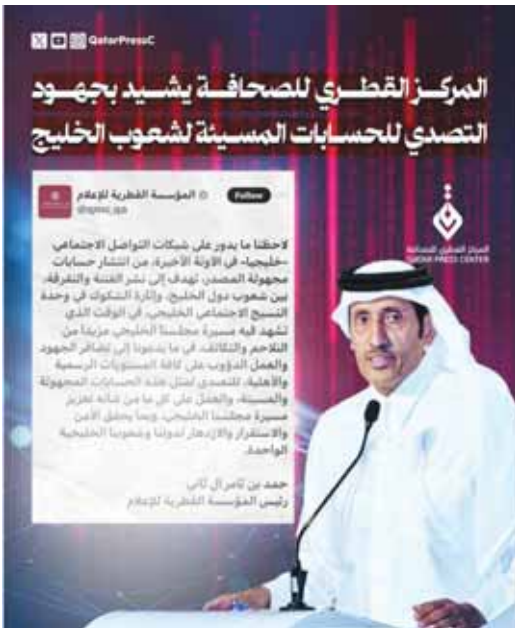 QatarPressC
المركز القطري للصحافة يشيد بجهود
التصدي للحسابات المسيئة لشعوب الخليج
المؤسسة القطرية للإعلام
Follow
المركز القطري للصحافة
QATAR PRESS CENTER
لاحظنا ما يدور على شبكات التواصل الاجتماعي
-خليجيا- في الآونة الأخيرة، من انتشار حسابات
مجهولة المصدر، تهدف إلى نشر الفتنة والتفرقة،
بين شعوب دول الخليج، وإثارة الشكوك في وحدة
النسيج الاجتماعي الخليجي، في الوقت الذي
تشهد فيه مسيرة مجلسنا الخليجي مزيدا من
التلاحم والتكاتف، في ما يدعونا إلى تضافر الجهود
والعمل الدؤوب على كافة المستويات الرسمية
والأهلية، للتصدي لمثل هذه الحسابات المجهولة
والمسيئة، والعمل على كل ما من شأنه تعزيز
مسيرة مجلسنا الخليجي، وبما يحقق الأمن
والاستقرار والازدهار لدولنا وشعوبنا الخليجية
الواحدة.
حمد بن ثامر آل ثاني
رئيس المؤسسة القطرية للإعلام